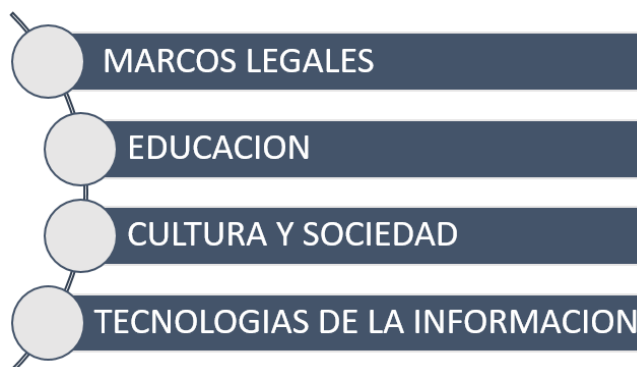 MARCOS LEGALES
EDUCACION
CULTURA Y SOCIEDAD
TECNOLOGIAS DE LA INFORMACION